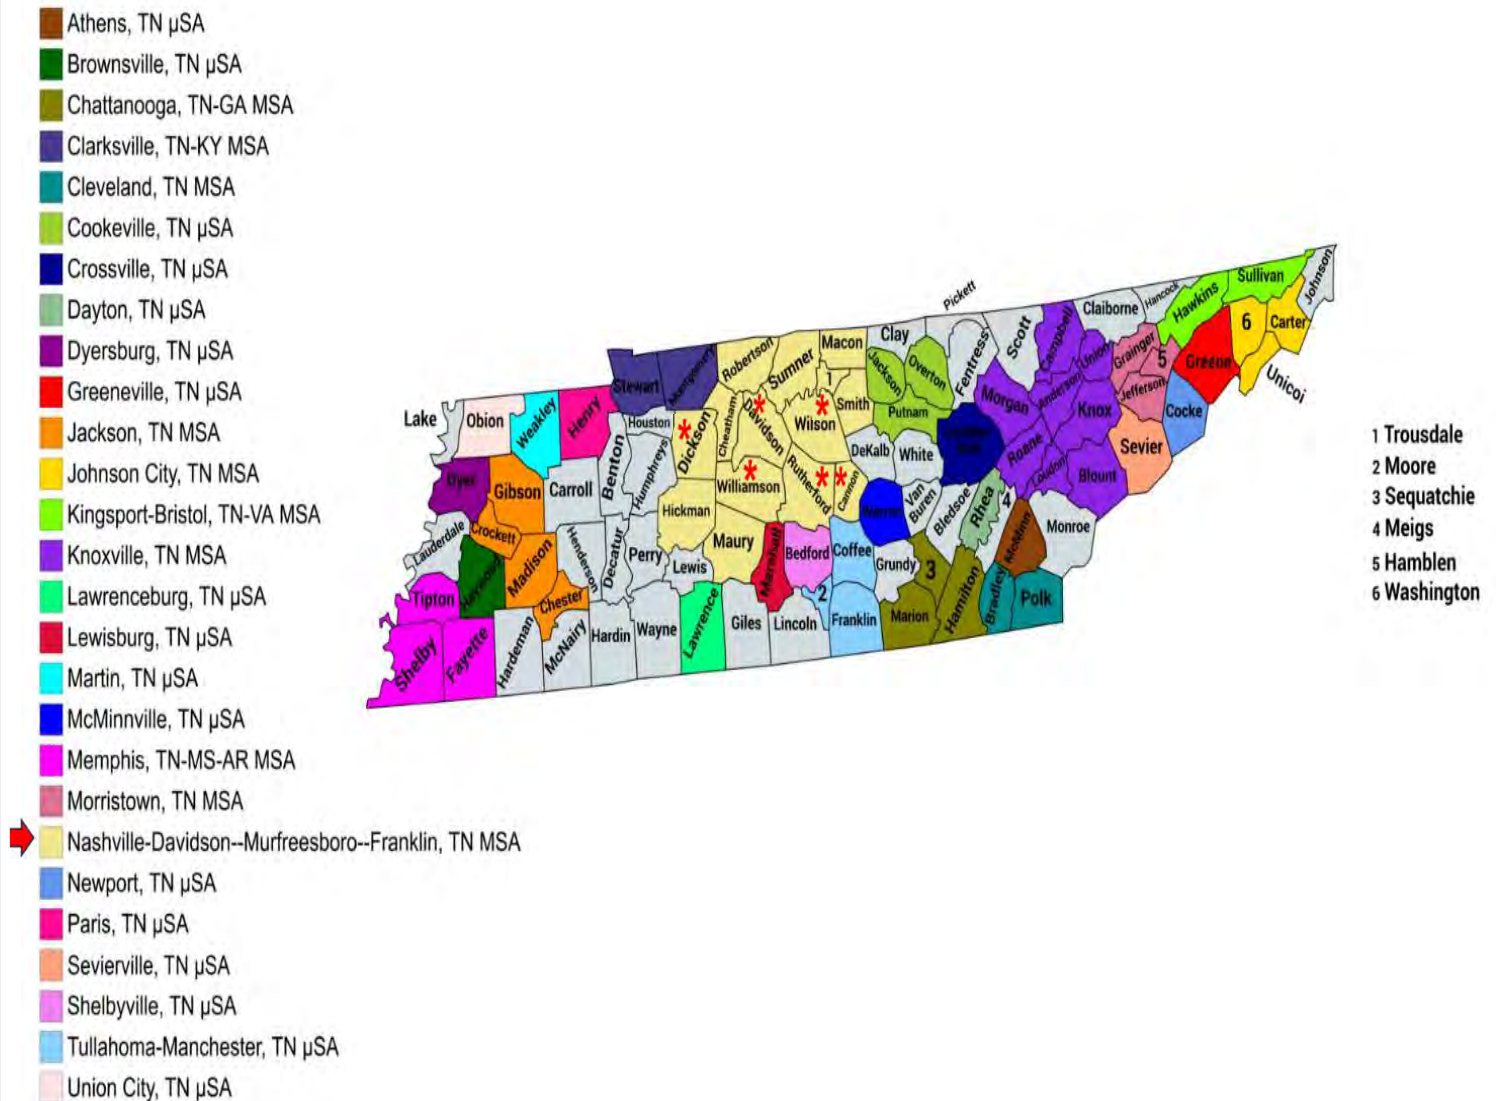 Athens, TN µSA
Brownsville, TN µSA
Chattanooga, TN-GA MSA
Clarksville, TN-KY MSA
Cleveland, TN MSA
Cookeville, TN µSA
Crossville, TN µSA
Dayton, TN µSA
Dyersburg, TN µSA
Greeneville, TN µSA
Jackson, TN MSA
Johnson City, TN MSA
Kingsport-Bristol, TN-VA MSA
Knoxville, TN MSA
Lawrenceburg, TN µSA
Lewisburg, TN µSA
Martin, TN µSA
McMinnville, TN µSA
Memphis, TN-MS-AR MSA
Morristown, TN MSA
Nashville-Davidson--Murfreesboro--Franklin, TN MSA
Newport, TN µSA
Paris, TN µSA
Sevierville, TN µSA
Shelbyville, TN µSA
Tullahoma-Manchester, TN µSA
Union City, TN µSA
Lake
Obion
Weakley
Henry
Stewart
Montgomery
Robertson
Sumner
Macon
Clay
Pickett
Scott
Campbell
Claiborne
Hancock
Hawkins
Sullivan
Johnson
Carter
6
Unicoi
Greene
5
Grainger
Union
Jefferson
Cocke
Sevier
Knox
Anderson
Morgan
Fentress
Overton
Jackson
Putnam
Smith
1
Wilson
*
Davidson
*
Cheatham
Dickson
*
Houston
Humphreys
Benton
Carroll
Gibson
Dyer
Lauderdale
Crockett
Haywood
Madison
Henderson
Decatur
Perry
Hickman
Williamson
*
Rutherford
*
Cannon
*
DeKalb
White
Roane
Loudon
Blount
Monroe
McMinn
4
Rhea
Bledsoe
Van
Buren
Warren
Coffee
Bedford
Marshall
Maury
Lewis
Chester
Tipton
Shelby
Fayette
Hardeman
McNairy
Hardin
Wayne
Lawrence
Giles
Lincoln
2
Franklin
Grundy
3
Marion
Hamilton
Bradley
Polk
1 Trousdale
2 Moore
3 Sequatchie
4 Meigs
5 Hamblen
6 Washington